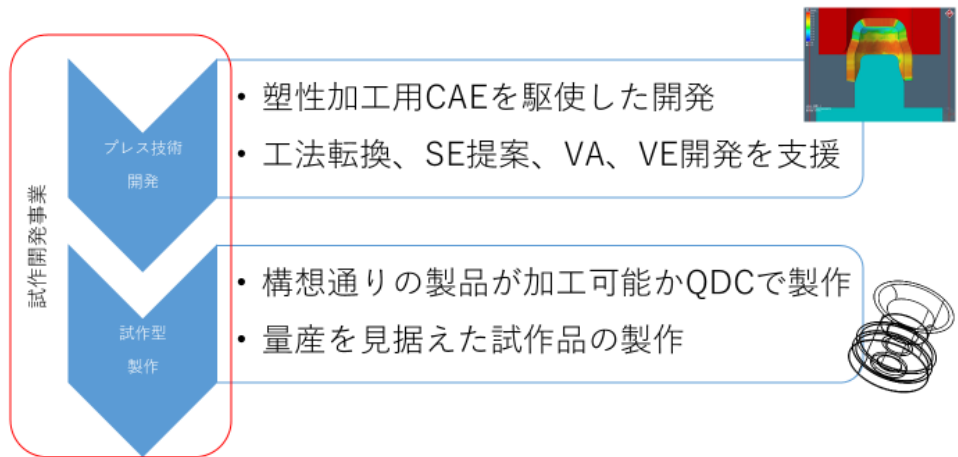 試作開発事業
プレス技術
開発
• 塑性加工用CAEを駆使した開発
• 工法転換、SE提案、VA、VE開発を支援
試作型
製作
• 構想通りの製品が加工可能かQDCで製作
• 量産を見据えた試作品の製作